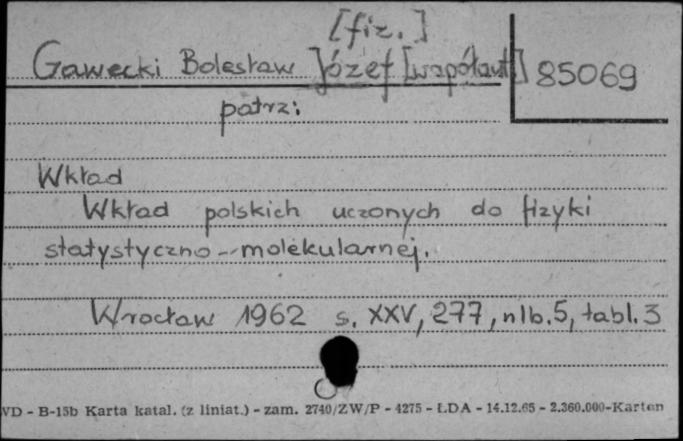 [fiz.]
Gawecki Bolesław Józef [współaut] 85069
patrz:
Wkład
Wkład polskich uczonych do fizyki
statystyczno-molekularnej.
Wrocław 1962 s. XXV, 277, nlb. 5, tabl. 3
VD - B-15b Karta katal. (z liniat.) - zam. 2740/ZW/P - 4275 - ŁDA - 14.12.65 - 2.360.000-Karten